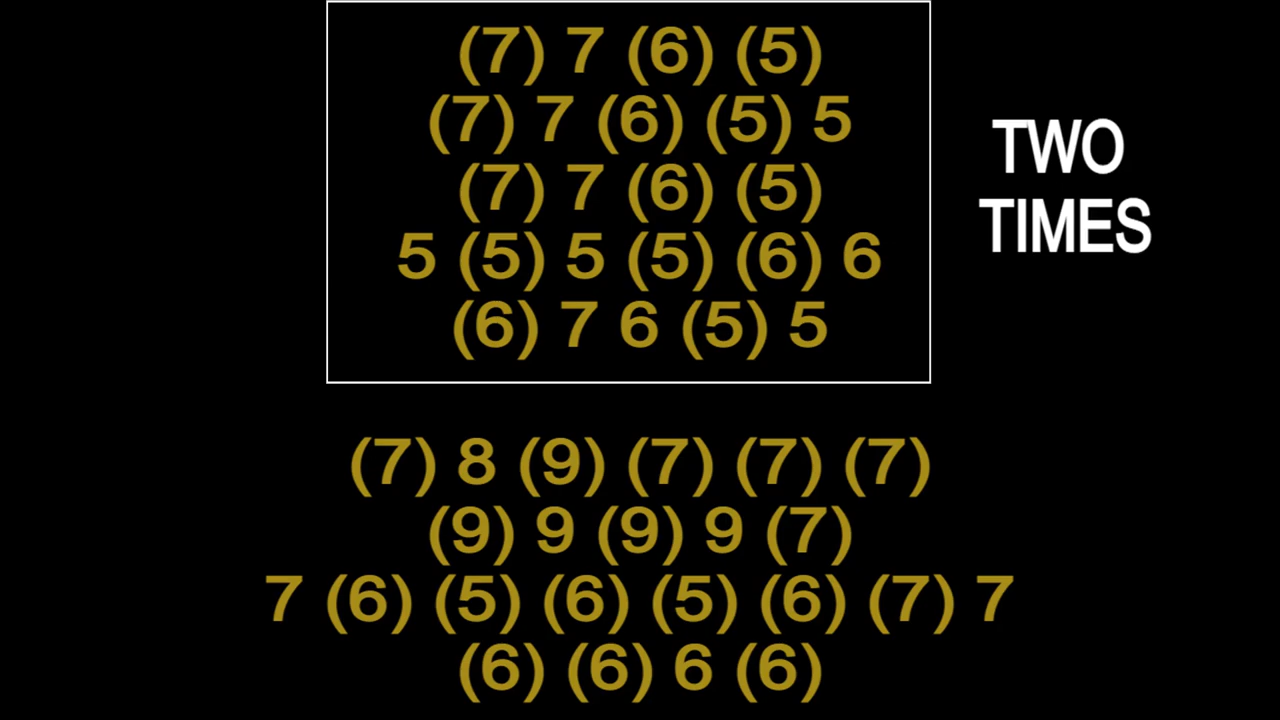 (7) 7 (6) (5)
(7) 7 (6) (5) 5
(7) 7 (6) (5)
5 (5) 5 (5) (6) 6
(6) 7 6 (5) 5
TWO
TIMES
(7) 8 (9) (7) (7) (7)
(9) 9 (9) 9 (7)
7 (6) (5) (6) (5) (6) (7) 7
(6) (6) 6 (6)